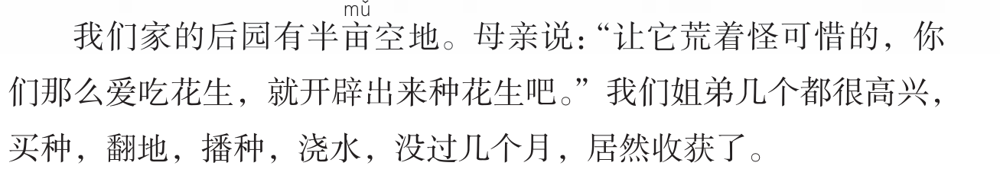 mǔ
我们家的后园有半亩空地。母亲说：“让它荒着怪可惜的，你
们那么爱吃花生，就开辟出来种花生吧。”我们姐弟几个都很高兴，
买种，翻地，播种，浇水，没过几个月，居然收获了。